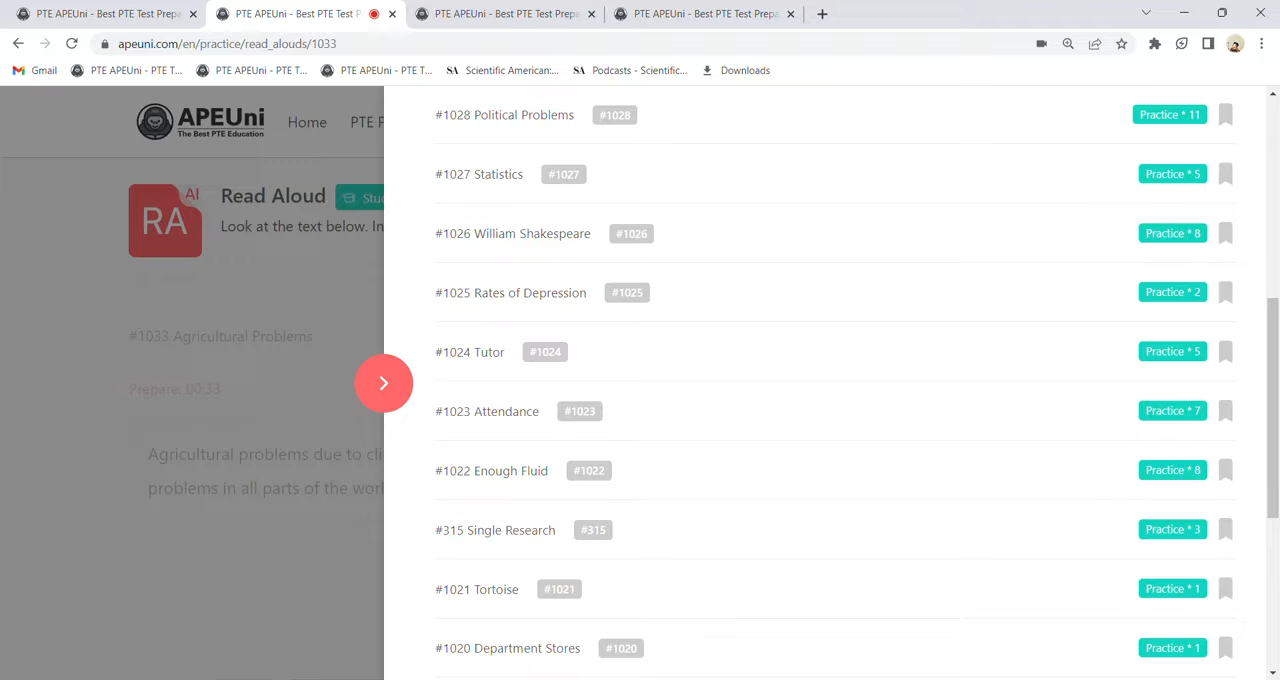 PTE APEUni - Best PTE Test Prepa
PTE APEUni - Best PTE Test P
PTE APEUni - Best PTE Test Prepa
PTE APEUni - Best PTE Test Prepa
apeuni.com/en/practice/read_alouds/1033
Gmail
PTE APEUni - PTE T...
PTE APEUni - PTE T...
PTE APEUni - PTE T...
SA Scientific American:...
SA Podcasts - Scientific...
Downloads
APEUni
The Best PTE Education
Home
PTE P
RA AI
Read Aloud
Stu
Look at the text below. In
#1033 Agricultural Problems
Prepare: 00:33
Agricultural problems due to cli
problems in all parts of the wor
#1028 Political Problems #1028 Practice * 11
#1027 Statistics #1027 Practice * 5
#1026 William Shakespeare #1026 Practice * 8
#1025 Rates of Depression #1025 Practice * 2
#1024 Tutor #1024 Practice * 5
#1023 Attendance #1023 Practice * 7
#1022 Enough Fluid #1022 Practice * 8
#315 Single Research #315 Practice * 3
#1021 Tortoise #1021 Practice * 1
#1020 Department Stores #1020 Practice * 1